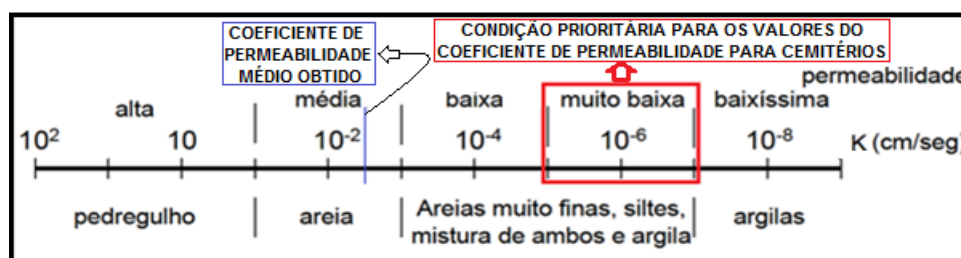 COEFICIENTE DE
PERMEABILIDADE
MÉDIO OBTIDO
CONDIÇÃO PRIORITÁRIA PARA OS VALORES DO
COEFICIENTE DE PERMEABILIDADE PARA CEMITÉRIOS
permeabilidade
alta média baixa muito baixa baixíssima
10² 10 10⁻² 10⁻⁴ 10⁻⁶ 10⁻⁸ K (cm/seg)
pedregulho areia Areias muito finas, siltes, argilas
mistura de ambos e argila